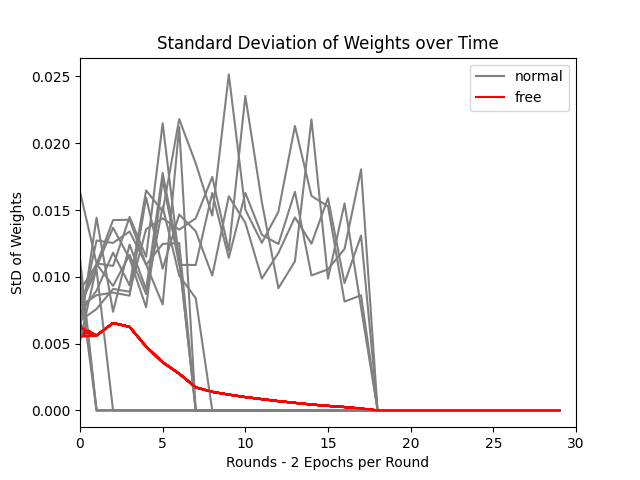 Standard Deviation of Weights over Time
normal
free
StD of Weights
0.025
0.020
0.015
0.010
0.005
0.000
0 5 10 15 20 25 30
Rounds - 2 Epochs per Round